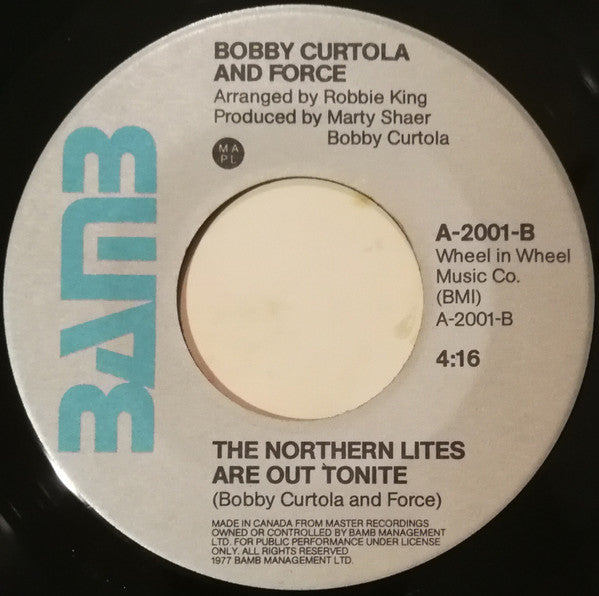 BOBBY CURTOLA
AND FORCE
Arranged by Robbie King
Produced by Marty Shaer
Bobby Curtola
MA
PL
BAMB
A-2001-B
Wheel in Wheel
Music Co.
(BMI)
A-2001-B
4:16
THE NORTHERN LITES
ARE OUT TONITE
(Bobby Curtola and Force)
MADE IN CANADA FROM MASTER RECORDINGS
OWNED OR CONTROLLED BY BAMB MANAGEMENT
LTD. FOR PUBLIC PERFORMANCE UNDER LICENSE
ONLY. ALL RIGHTS RESERVED
1977 BAMB MANAGEMENT LTD.